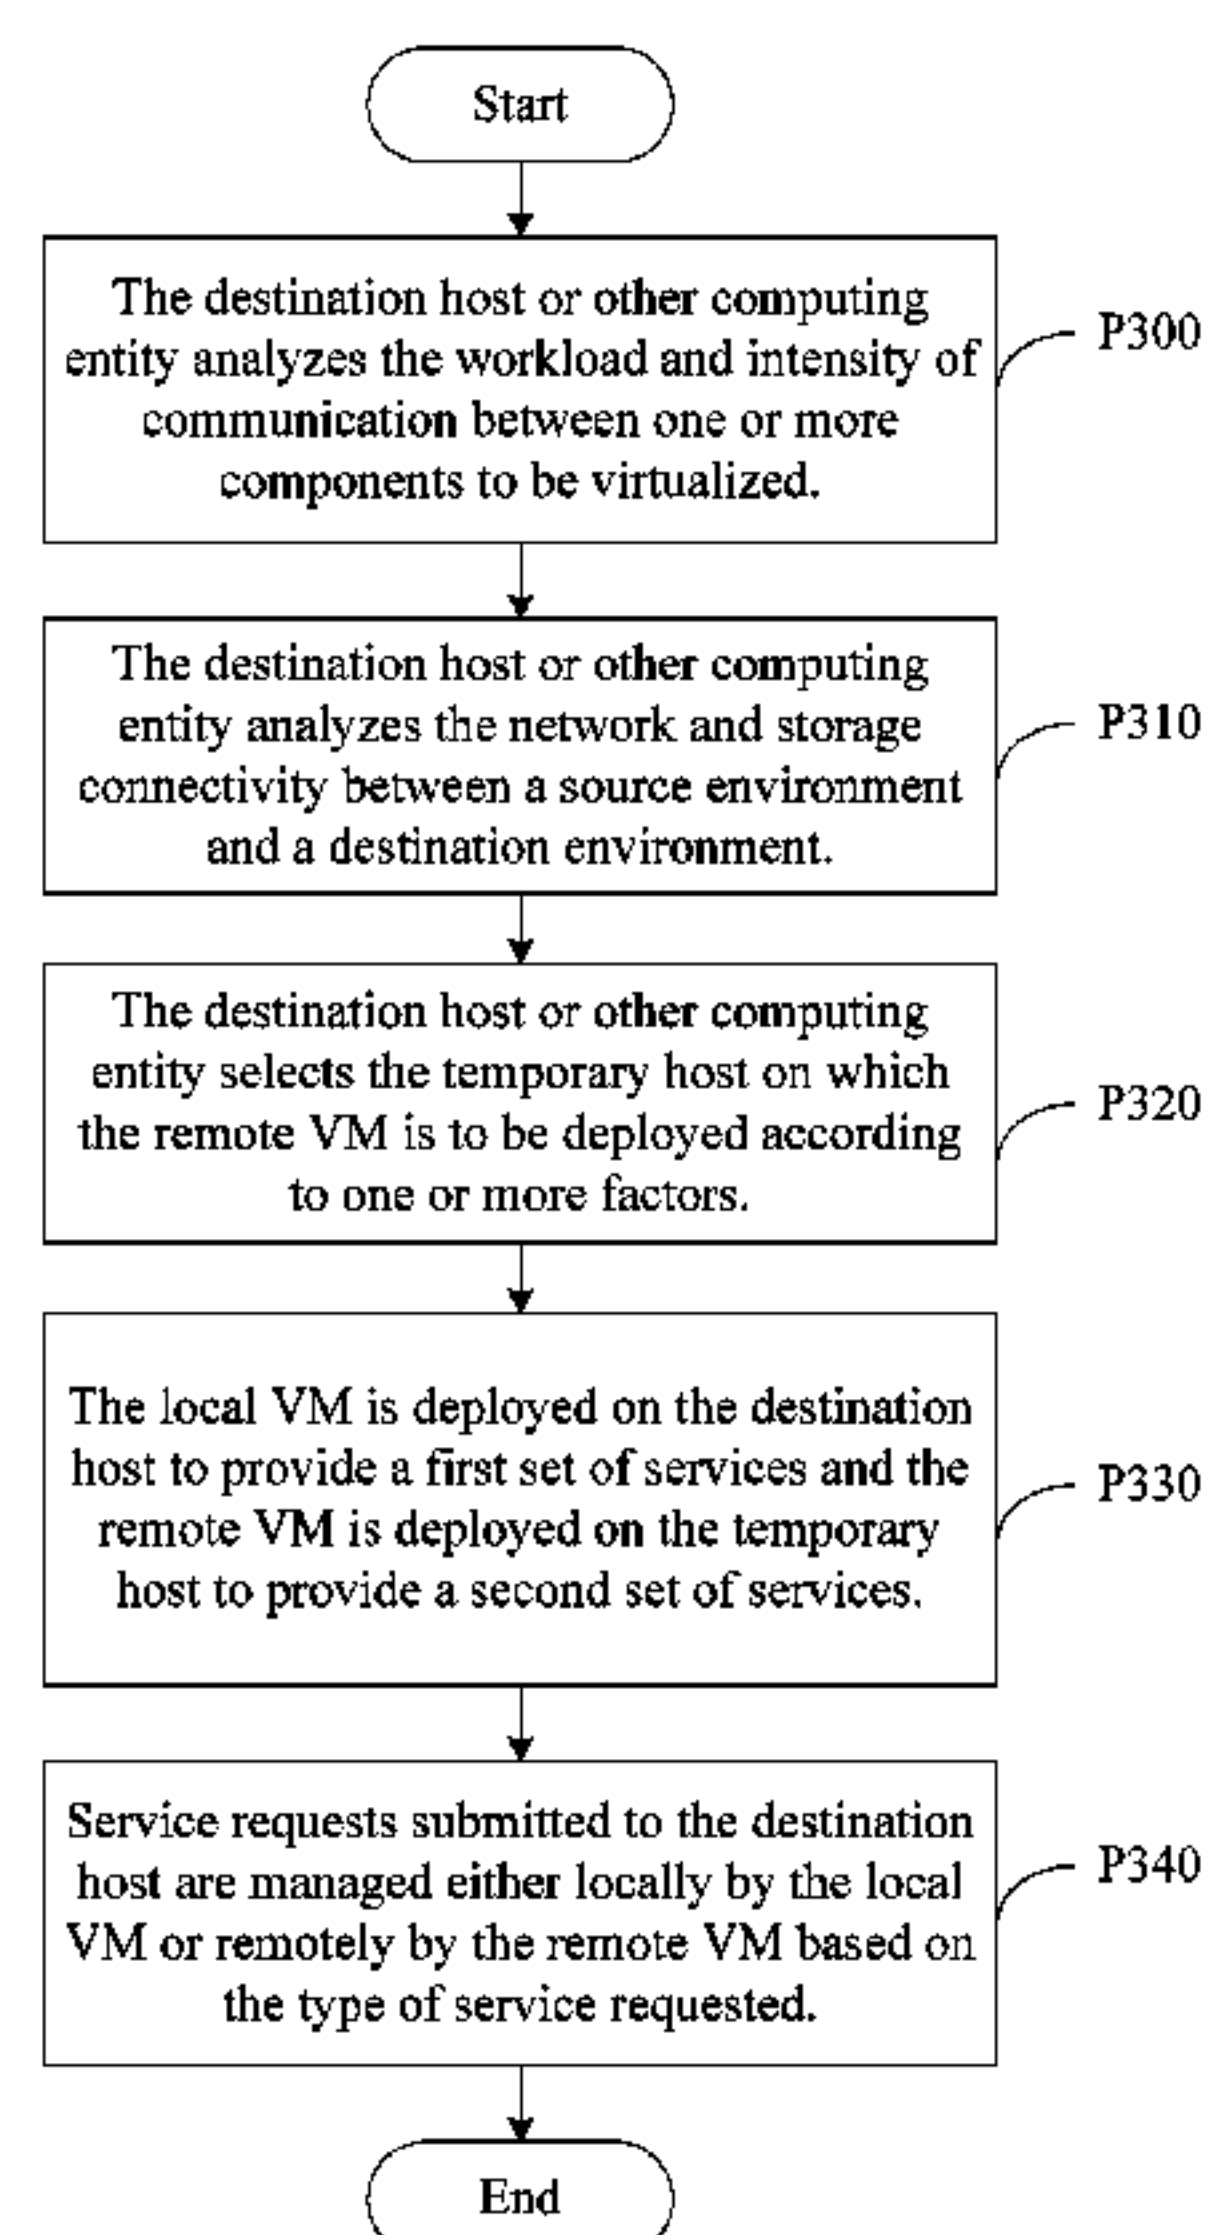 Start
The destination host or other computing
entity analyzes the workload and intensity of
communication between one or more
components to be virtualized.
P300
The destination host or other computing
entity analyzes the network and storage
connectivity between a source environment
and a destination environment.
P310
The destination host or other computing
entity selects the temporary host on which
the remote VM is to be deployed according
to one or more factors.
P320
The local VM is deployed on the destination
host to provide a first set of services and the
remote VM is deployed on the temporary
host to provide a second set of services.
P330
Service requests submitted to the destination
host are managed either locally by the local
VM or remotely by the remote VM based on
the type of service requested.
P340
End